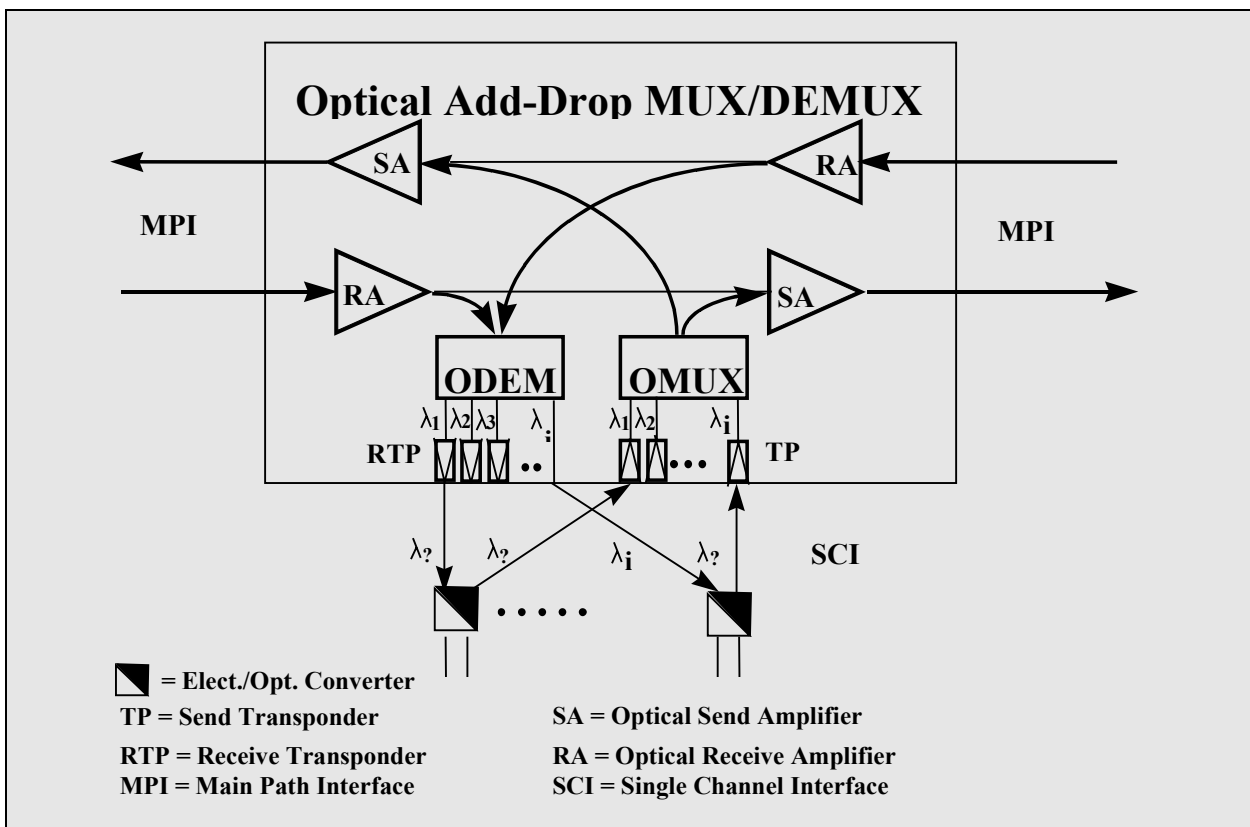 Optical Add-Drop MUX/DEMUX
SA
RA
MPI
MPI
RA
SA
ODEM
OMUX
λ1 λ2 λ3 λi
λ1 λ2 λi
RTP
..
...
TP
λ?
λ?
λi
λ?
SCI
.....
= Elect./Opt. Converter
TP = Send Transponder
SA = Optical Send Amplifier
RTP = Receive Transponder
RA = Optical Receive Amplifier
MPI = Main Path Interface
SCI = Single Channel Interface